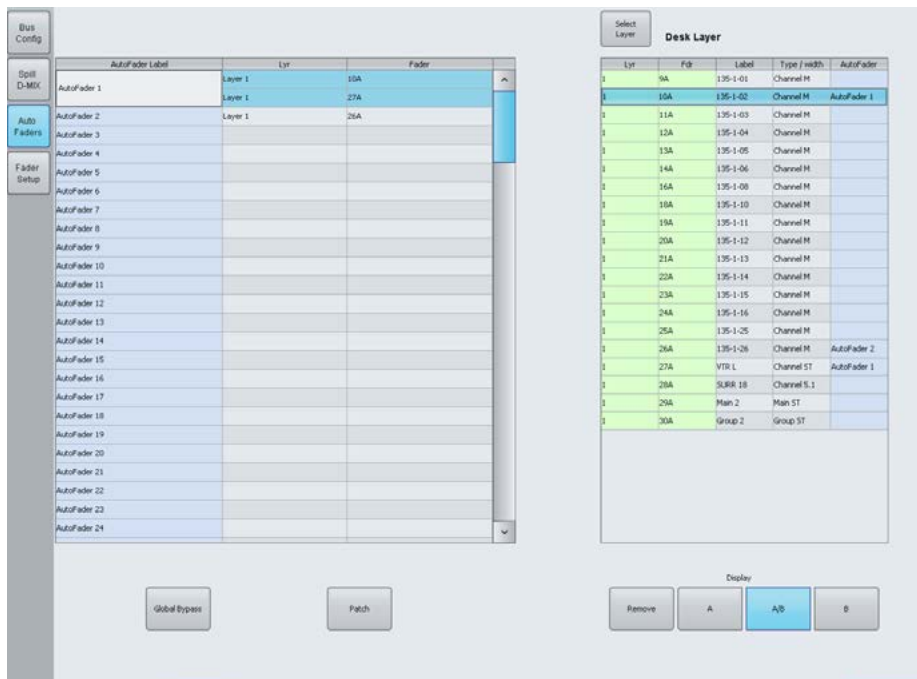 Bus
Config
Spill
D-MIX
Auto
Faders
Fader
Setup
AutoFader Label Lyr Fader
AutoFader 1 Layer 1 10A
Layer 1 27A
AutoFader 2 Layer 1 26A
AutoFader 3
AutoFader 4
AutoFader 5
AutoFader 6
AutoFader 7
AutoFader 8
AutoFader 9
AutoFader 10
AutoFader 11
AutoFader 12
AutoFader 13
AutoFader 14
AutoFader 15
AutoFader 16
AutoFader 17
AutoFader 18
AutoFader 19
AutoFader 20
AutoFader 21
AutoFader 22
AutoFader 23
AutoFader 24
Global Bypass
Patch
Select
Layer
Desk Layer
Lyr Fdr Label Type / width AutoFader
1 9A 135-1-01 Channel M
1 10A 135-1-02 Channel M AutoFader 1
1 11A 135-1-03 Channel M
1 12A 135-1-04 Channel M
1 13A 135-1-05 Channel M
1 14A 135-1-06 Channel M
1 16A 135-1-08 Channel M
1 18A 135-1-10 Channel M
1 19A 135-1-11 Channel M
1 20A 135-1-12 Channel M
1 21A 135-1-13 Channel M
1 22A 135-1-14 Channel M
1 23A 135-1-15 Channel M
1 24A 135-1-16 Channel M
1 25A 135-1-25 Channel M
1 26A 135-1-26 Channel M AutoFader 2
1 27A VTR L Channel ST AutoFader 1
1 28A SURR 18 Channel 5.1
1 29A Main 2 Main ST
1 30A Group 2 Group ST
Display
Remove
A
A/B
B